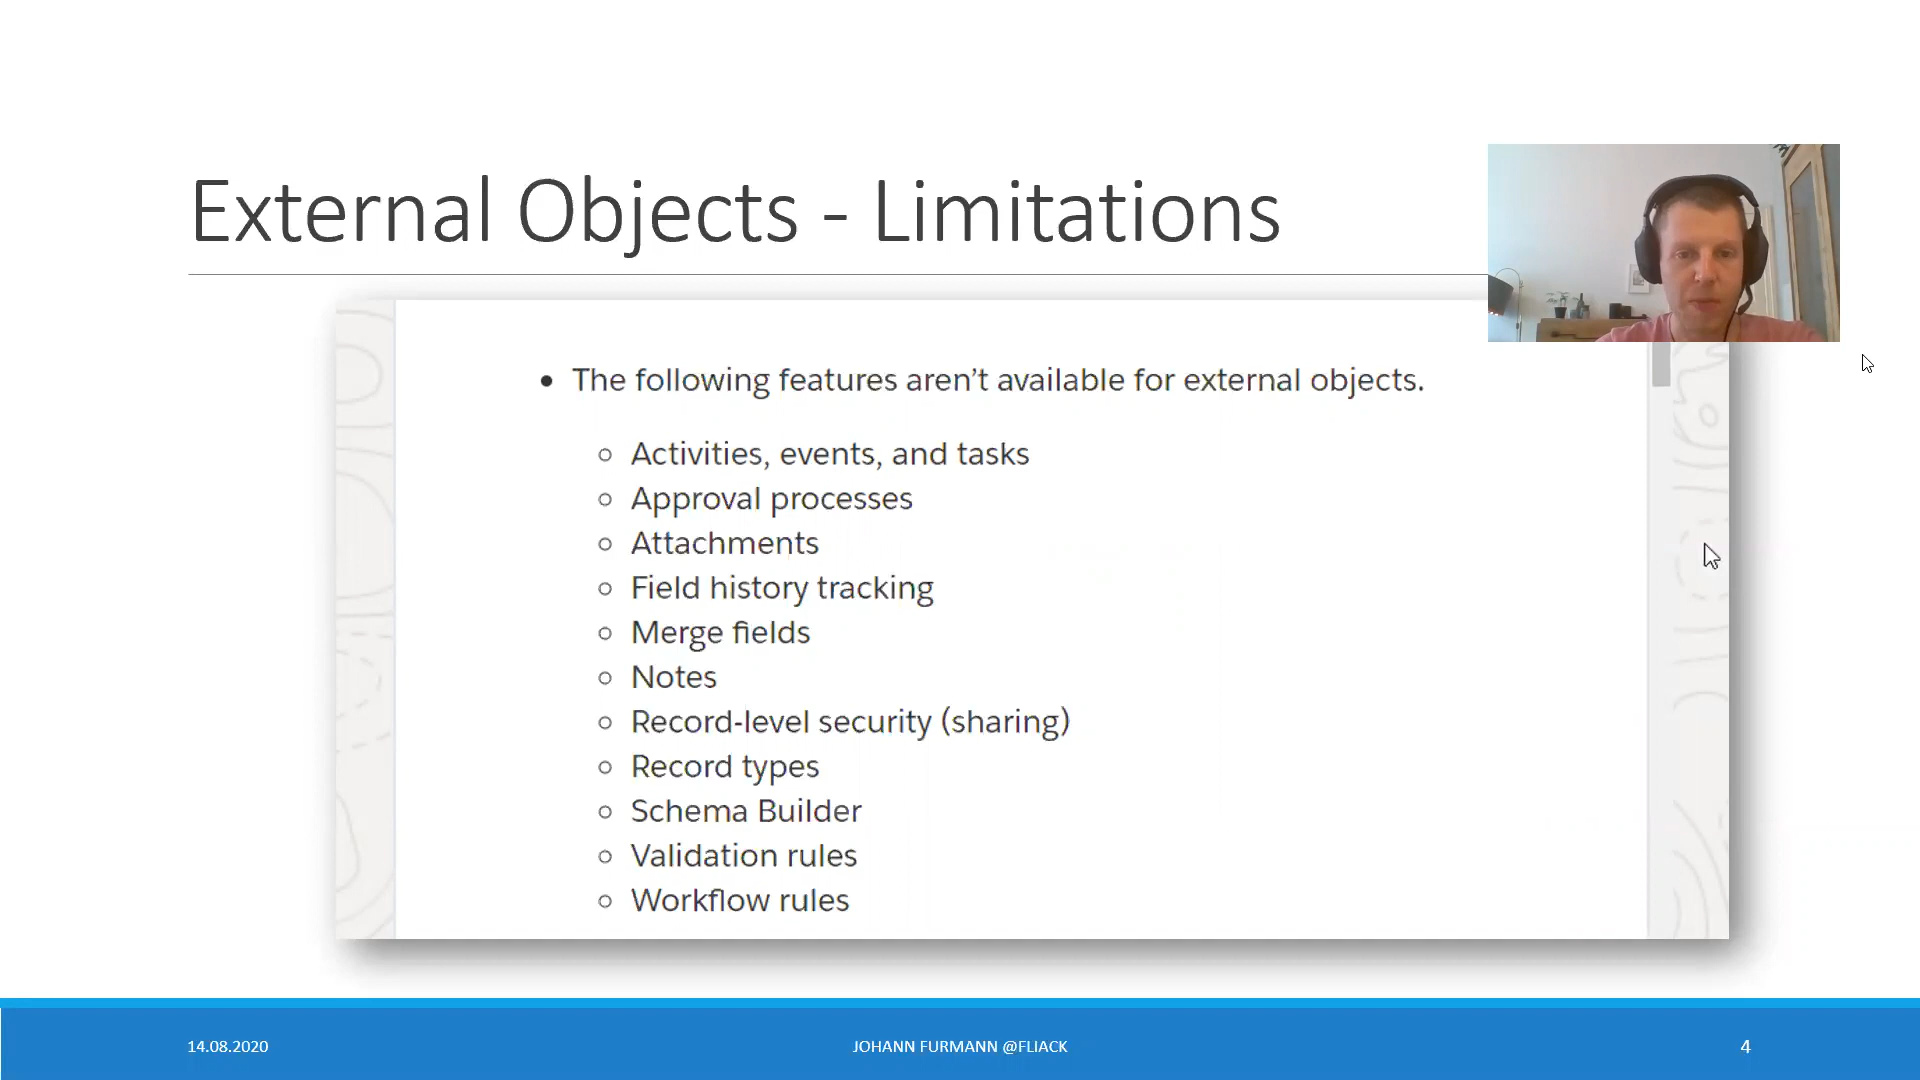 External Objects - Limitations
• The following features aren’t available for external objects.
○ Activities, events, and tasks
○ Approval processes
○ Attachments
○ Field history tracking
○ Merge fields
○ Notes
○ Record-level security (sharing)
○ Record types
○ Schema Builder
○ Validation rules
○ Workflow rules
14.08.2020
JOHANN FURMANN @FLIACK
4